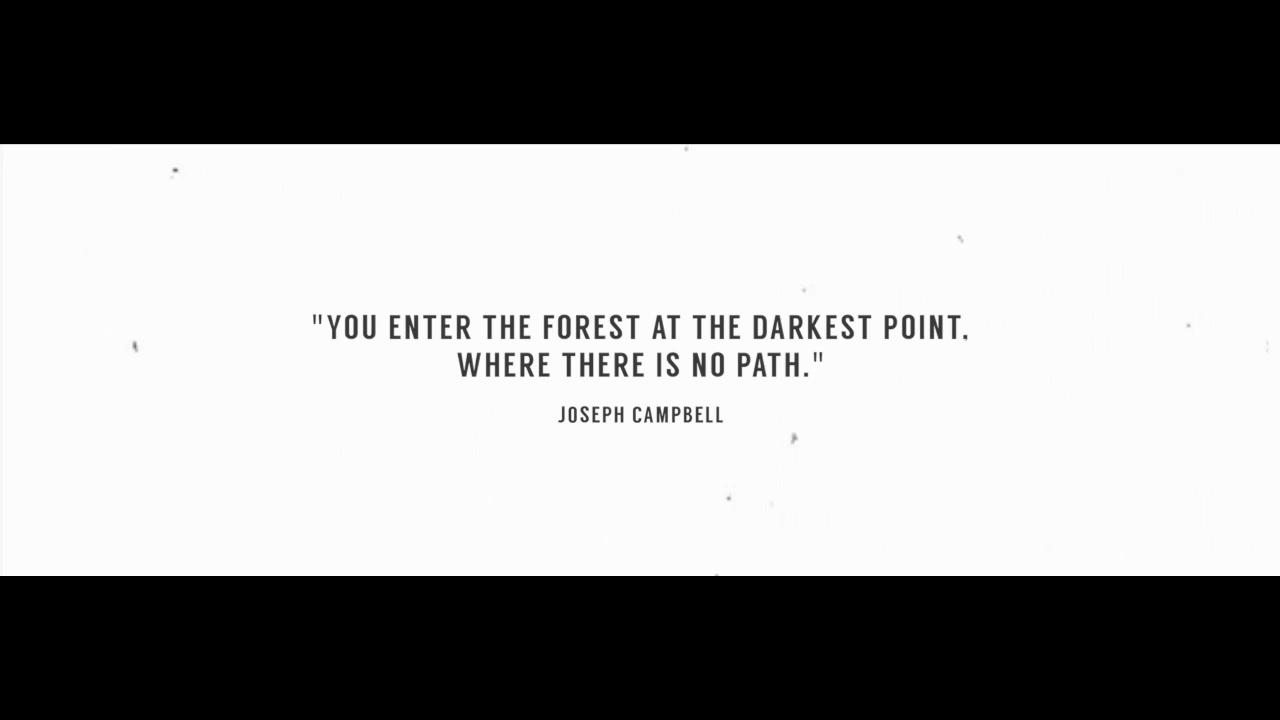 "YOU ENTER THE FOREST AT THE DARKEST POINT,
WHERE THERE IS NO PATH."
JOSEPH CAMPBELL